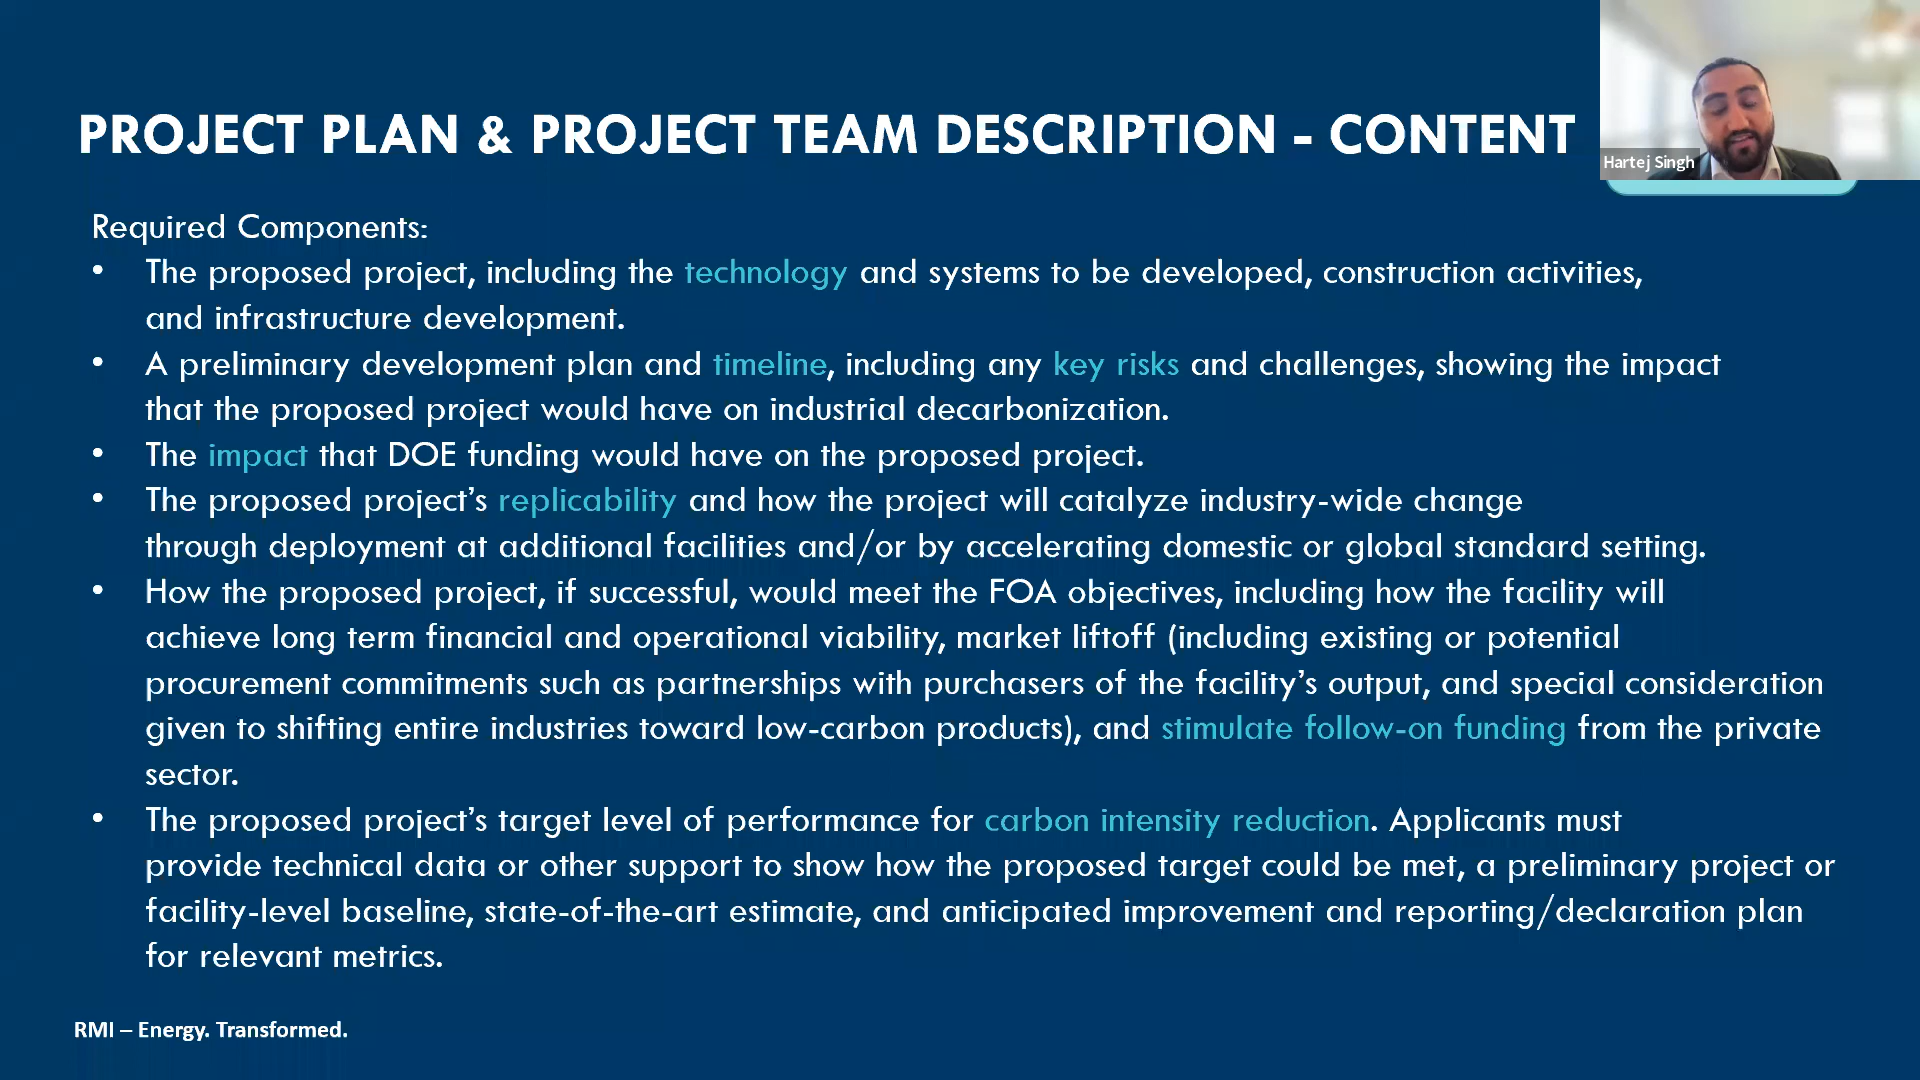 PROJECT PLAN & PROJECT TEAM DESCRIPTION - CONTENT
Hartej Singh
Required Components:
• The proposed project, including the technology and systems to be developed, construction activities,
and infrastructure development.
• A preliminary development plan and timeline, including any key risks and challenges, showing the impact
that the proposed project would have on industrial decarbonization.
• The impact that DOE funding would have on the proposed project.
• The proposed project’s replicability and how the project will catalyze industry-wide change
through deployment at additional facilities and/or by accelerating domestic or global standard setting.
• How the proposed project, if successful, would meet the FOA objectives, including how the facility will
achieve long term financial and operational viability, market liftoff (including existing or potential
procurement commitments such as partnerships with purchasers of the facility’s output, and special consideration
given to shifting entire industries toward low-carbon products), and stimulate follow-on funding from the private
sector.
• The proposed project’s target level of performance for carbon intensity reduction. Applicants must
provide technical data or other support to show how the proposed target could be met, a preliminary project or
facility-level baseline, state-of-the-art estimate, and anticipated improvement and reporting/declaration plan
for relevant metrics.
RMI – Energy. Transformed.